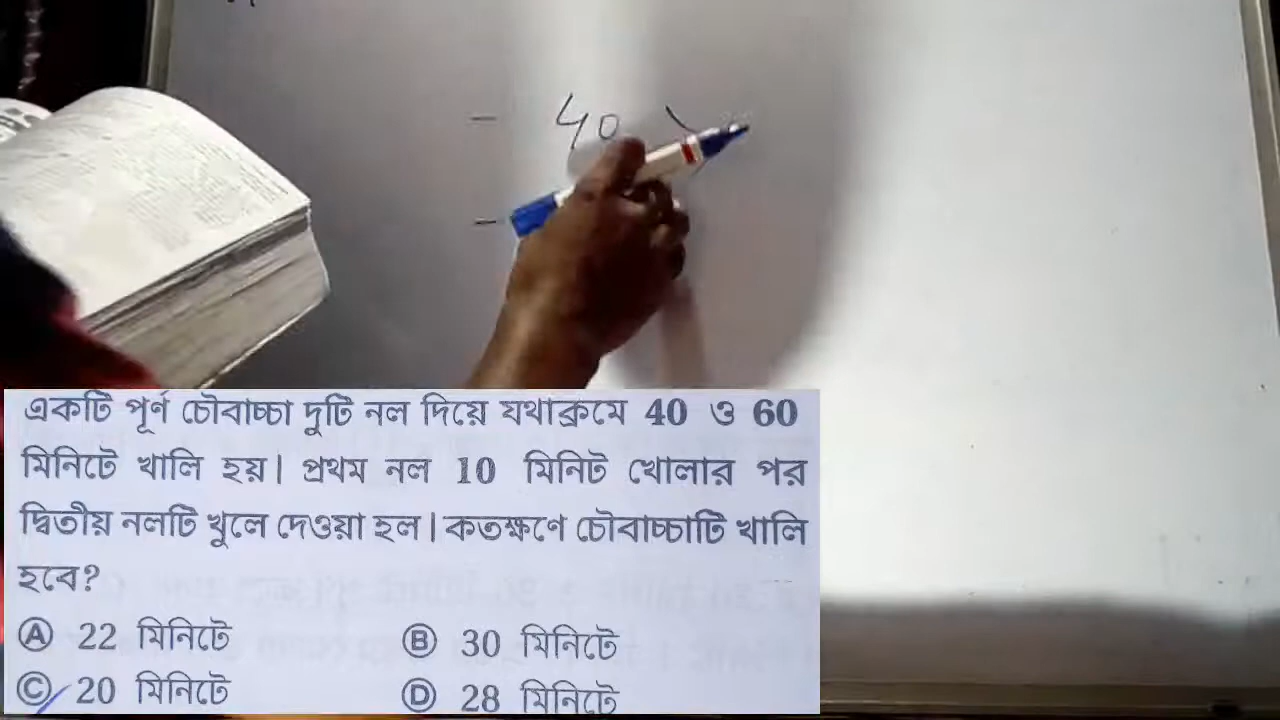 40
একটি পূর্ণ চৌবাচ্চা দুটি নল দিয়ে যথাক্রমে 40 ও 60
মিনিটে খালি হয়। প্রথম নল 10 মিনিট খোলার পর
দ্বিতীয় নলটি খুলে দেওয়া হল। কতক্ষণে চৌবাচ্চাটি খালি
হবে?
Ⓐ 22 মিনিটে Ⓑ 30 মিনিটে
Ⓒ 20 মিনিটে Ⓓ 28 মিনিটে